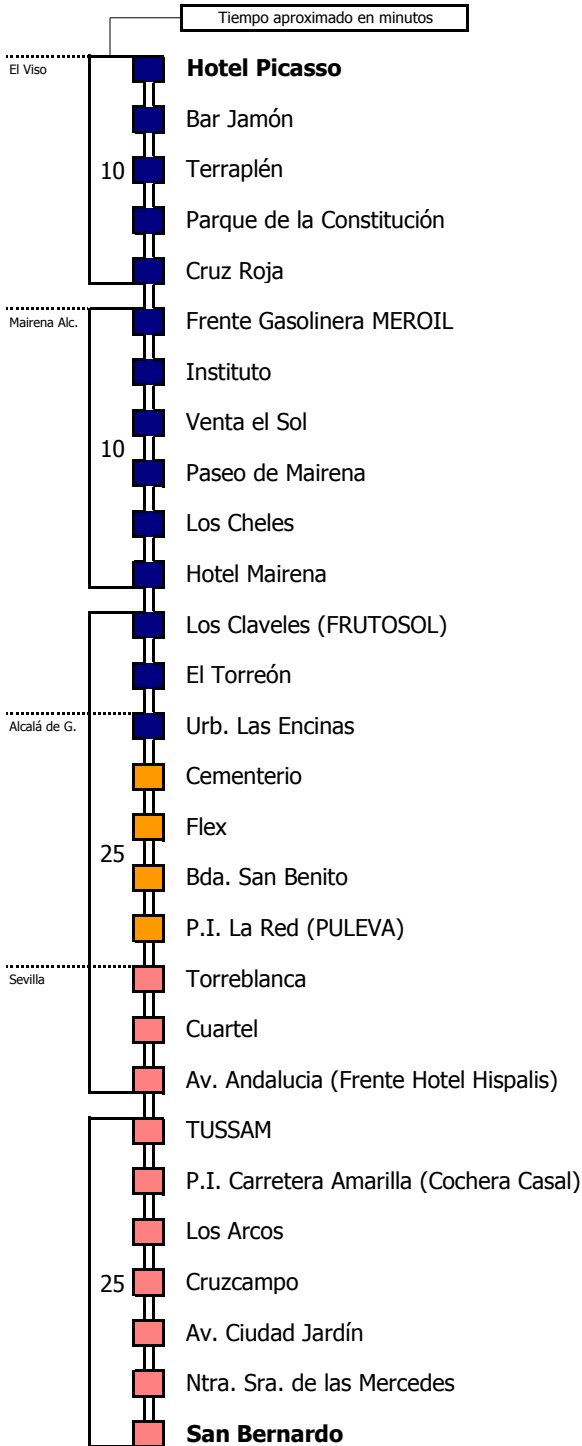 Tiempo aproximado en minutos
El Viso
Hotel Picasso
Bar Jamón
10
Terraplén
Parque de la Constitución
Cruz Roja
Mairena Alc.
Frente Gasolinera MEROIL
Instituto
Venta el Sol
10
Paseo de Mairena
Los Cheles
Hotel Mairena
Los Claveles (FRUTOSOL)
El Torreón
Alcalá de G.
Urb. Las Encinas
Cementerio
Flex
25
Bda. San Benito
P.I. La Red (PULEVA)
Sevilla
Torreblanca
Cuartel
Av. Andalucia (Frente Hotel Hispalis)
TUSSAM
P.I. Carretera Amarilla (Cochera Casal)
Los Arcos
25
Cruzcampo
Av. Ciudad Jardín
Ntra. Sra. de las Mercedes
San Bernardo